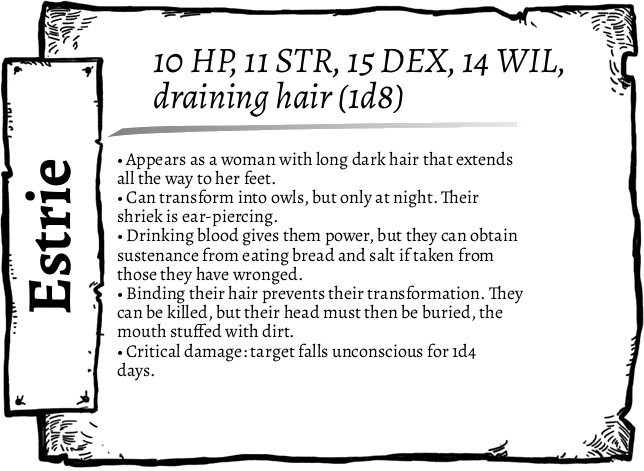 Estrie
10 HP, 11 STR, 15 DEX, 14 WIL,
draining hair (1d8)
• Appears as a woman with long dark hair that extends
all the way to her feet.
• Can transform into owls, but only at night. Their
shriek is ear-piercing.
• Drinking blood gives them power, but they can obtain
sustenance from eating bread and salt if taken from
those they have wronged.
• Binding their hair prevents their transformation. They
can be killed, but their head must then be buried, the
mouth stuffed with dirt.
• Critical damage: target falls unconscious for 1d4
days.